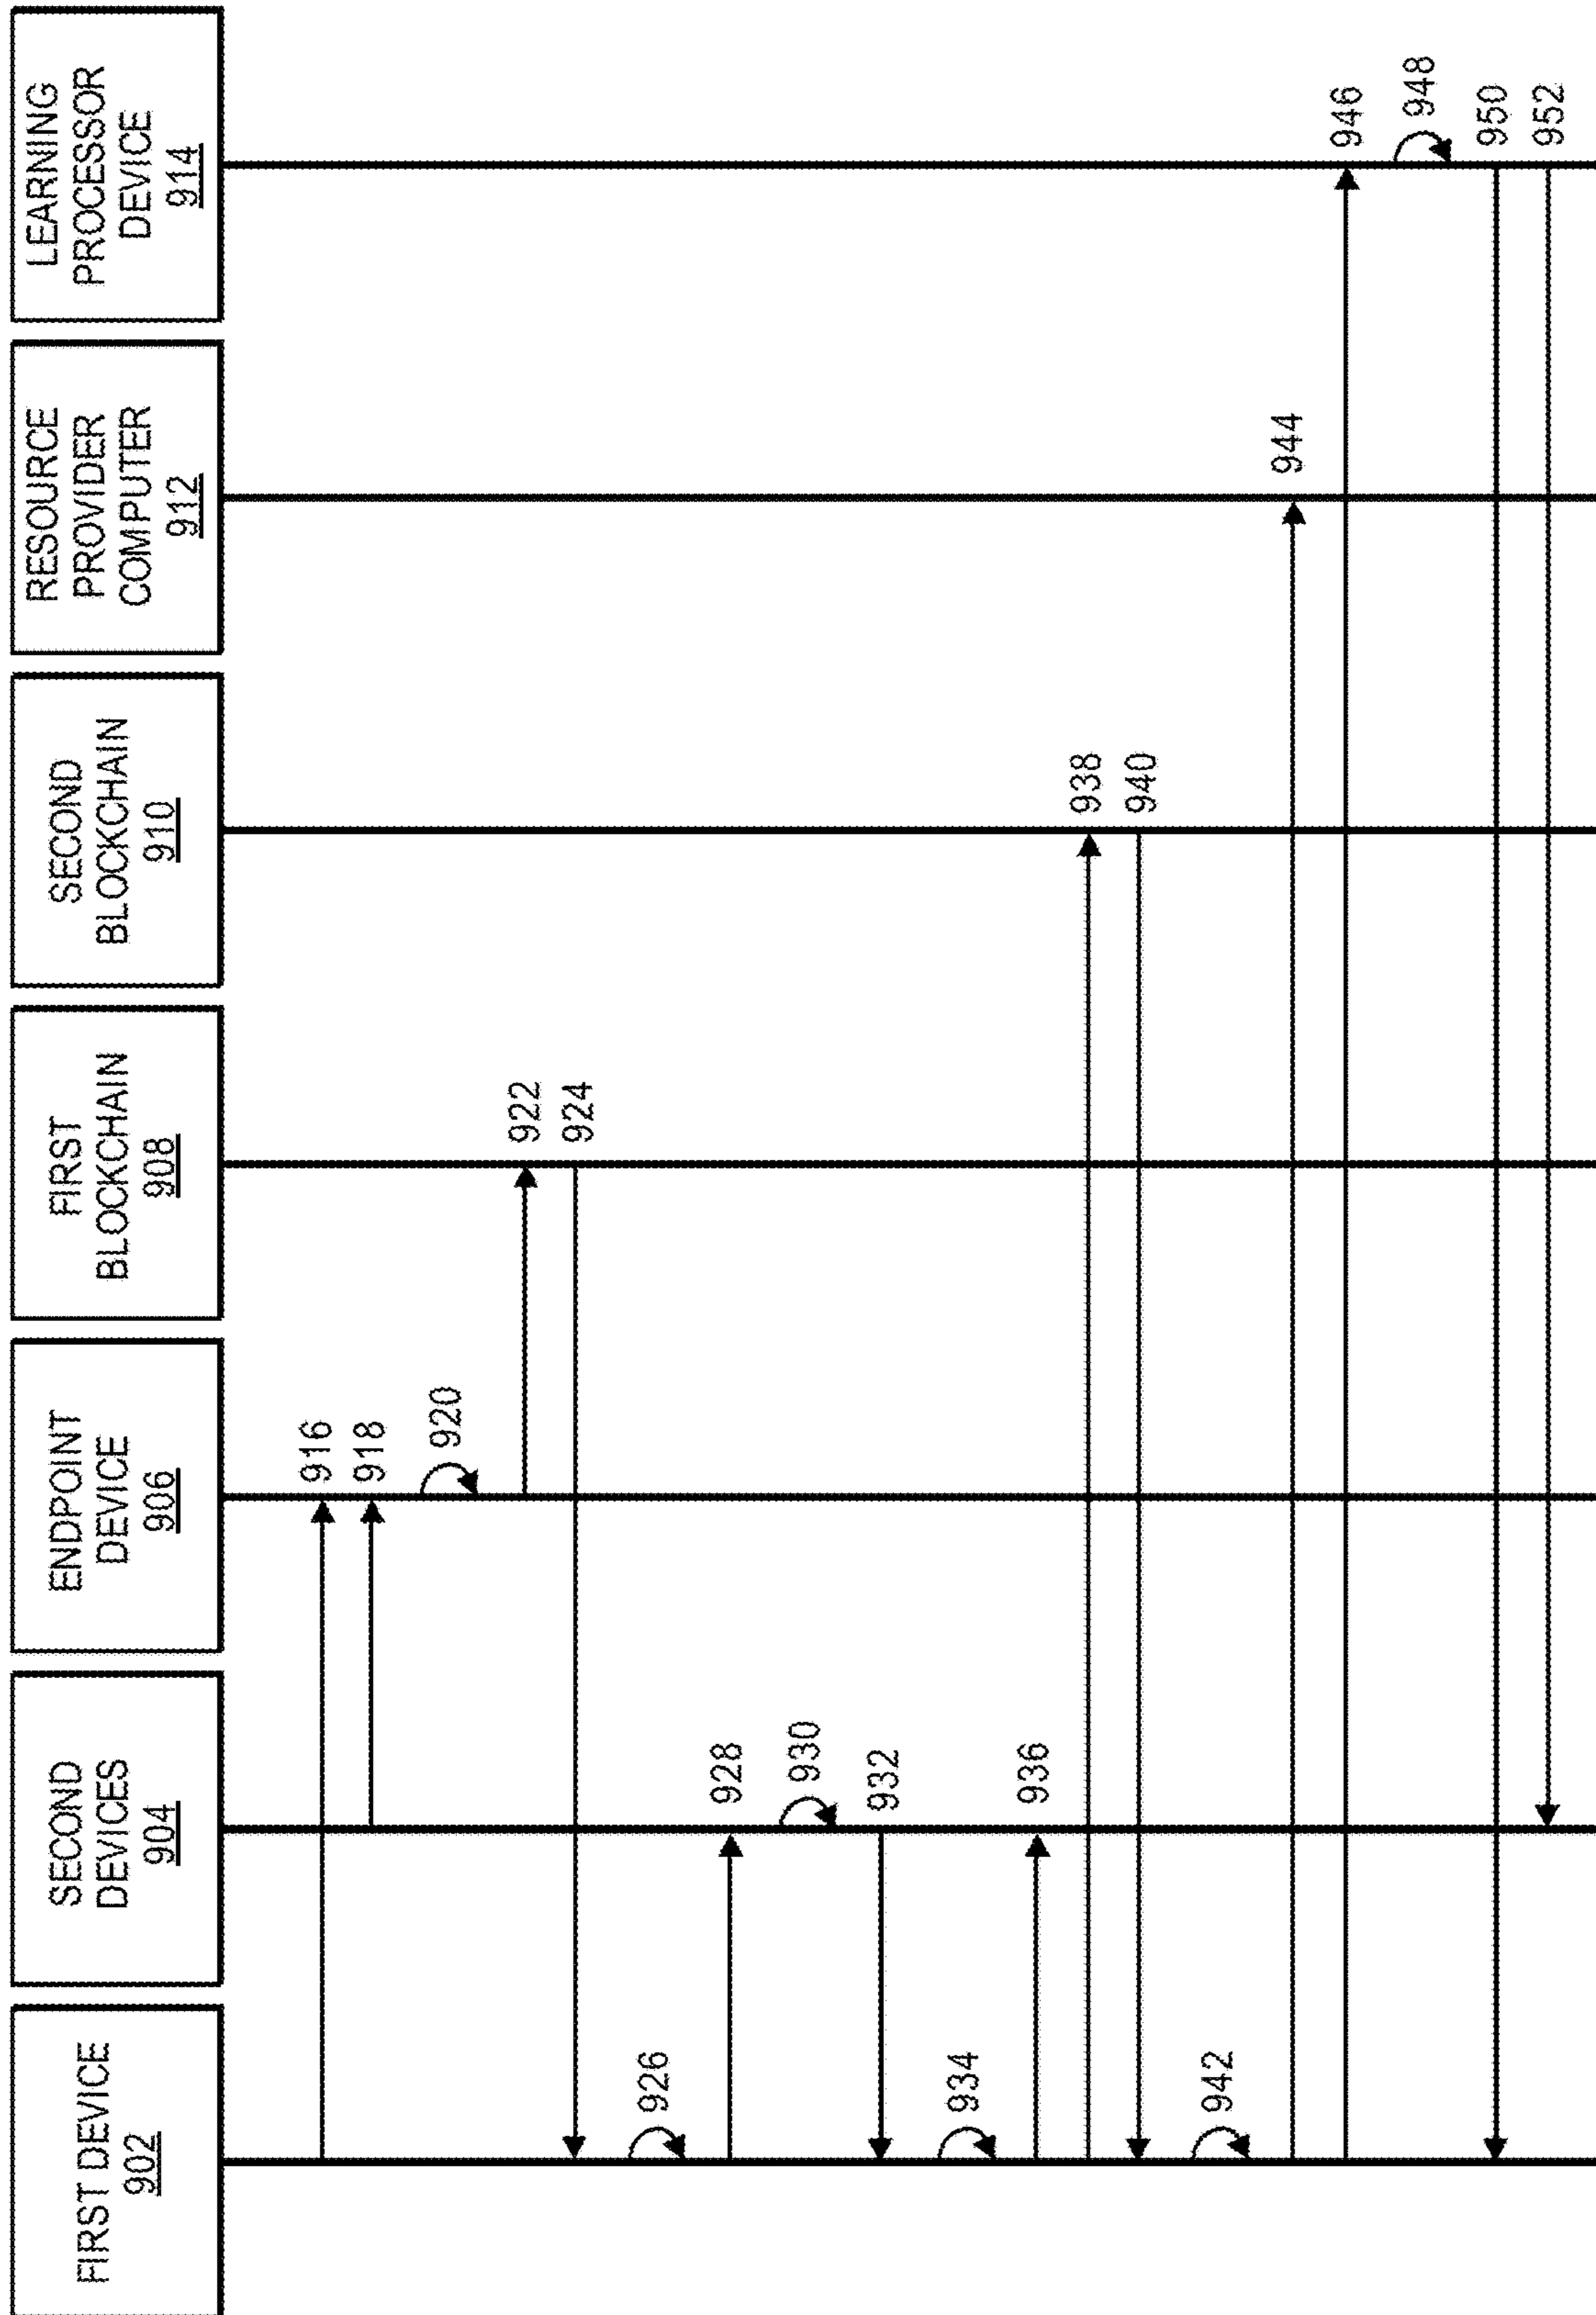 FIRST DEVICE
902
SECOND
DEVICES
904
ENDPOINT
DEVICE
906
FIRST
BLOCKCHAIN
908
SECOND
BLOCKCHAIN
910
RESOURCE
PROVIDER
COMPUTER
912
LEARNING
PROCESSOR
DEVICE
914
916
918
920
922
924
926
928
930
932
934
936
938
940
942
944
946
948
950
952